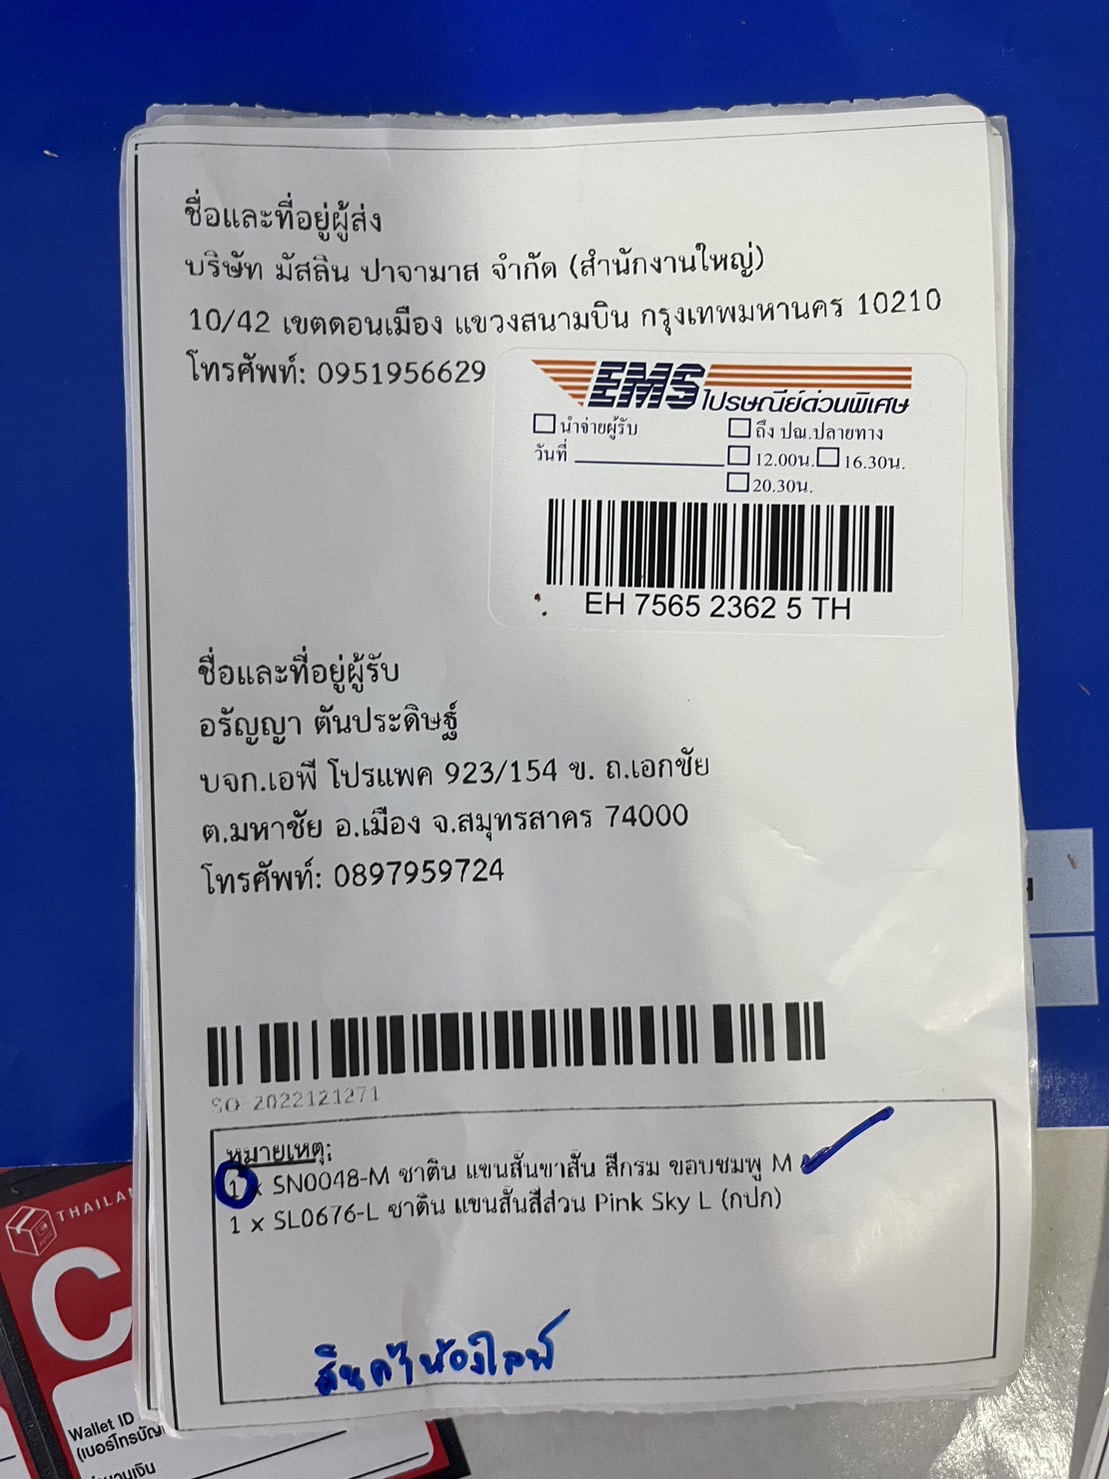 ชื่อและที่อยู่ผู้ส่ง
บริษัท มัสลิน ปาจามาส จำกัด (สำนักงานใหญ่)
10/42 เขตดอนเมือง แขวงสนามบิน กรุงเทพมหานคร 10210
โทรศัพท์: 0951956629
EMS
ไปรษณีย์ด่วนพิเศษ
นำจ่ายผู้รับ ถึง ปณ.ปลายทาง
วันที่ 12.00น. 16.30น.
20.30น.
EH 7565 2362 5 TH
ชื่อและที่อยู่ผู้รับ
อรัญญา ตันประดิษฐ์
บจก.เอพี โปรแพค 923/154 ข. ถ.เอกชัย
ต.มหาชัย อ.เมือง จ.สมุทรสาคร 74000
โทรศัพท์: 0897959724
SO-2022121271
หมายเหตุ:
1 x SN0048-M ซาติน แขนสั้นขาสั้น สีกรม ขอบชมพู M
1 x SL0676-L ซาติน แขนสั้นสี่ส่วน Pink Sky L (กปก)
สินค้าห้องไลฟ์
THAILA
C
Wallet ID
(เบอร์โทรบัญ